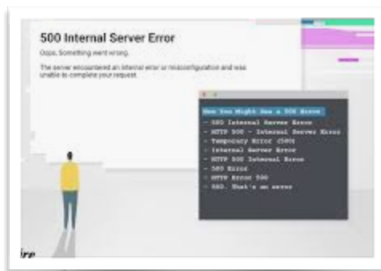 500 Internal Server Error
Oops, Something went wrong.
The server encountered an internal error or misconfiguration and was
unable to complete your request.
How You Might See a 500 Error
- 500 Internal Server Error
- HTTP 500 - Internal Server Error
- Temporary Error (500)
- Internal Server Error
- HTTP 500 Internal Error
- 500 Error
- HTTP Error 500
- 500. That's an error